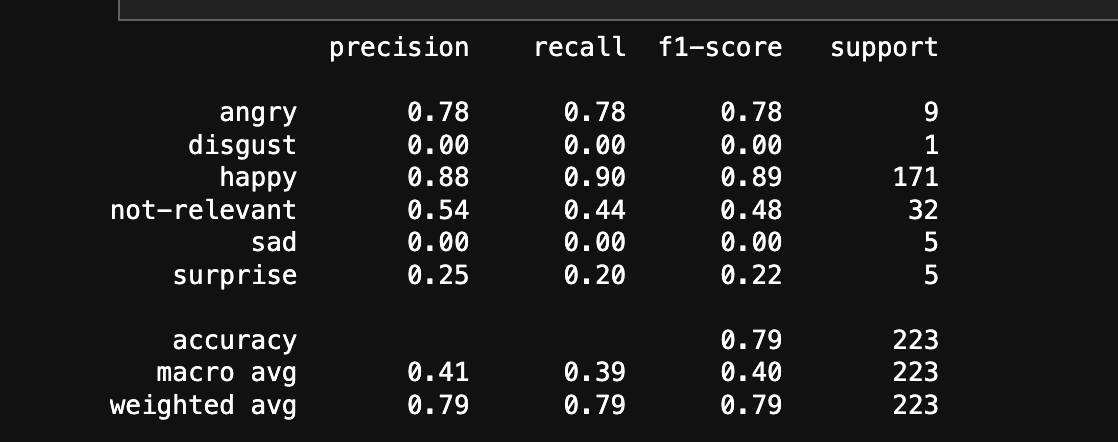 precision recall f1-score support
angry 0.78 0.78 0.78 9
disgust 0.00 0.00 0.00 1
happy 0.88 0.90 0.89 171
not-relevant 0.54 0.44 0.48 32
sad 0.00 0.00 0.00 5
surprise 0.25 0.20 0.22 5
accuracy 0.79 223
macro avg 0.41 0.39 0.40 223
weighted avg 0.79 0.79 0.79 223